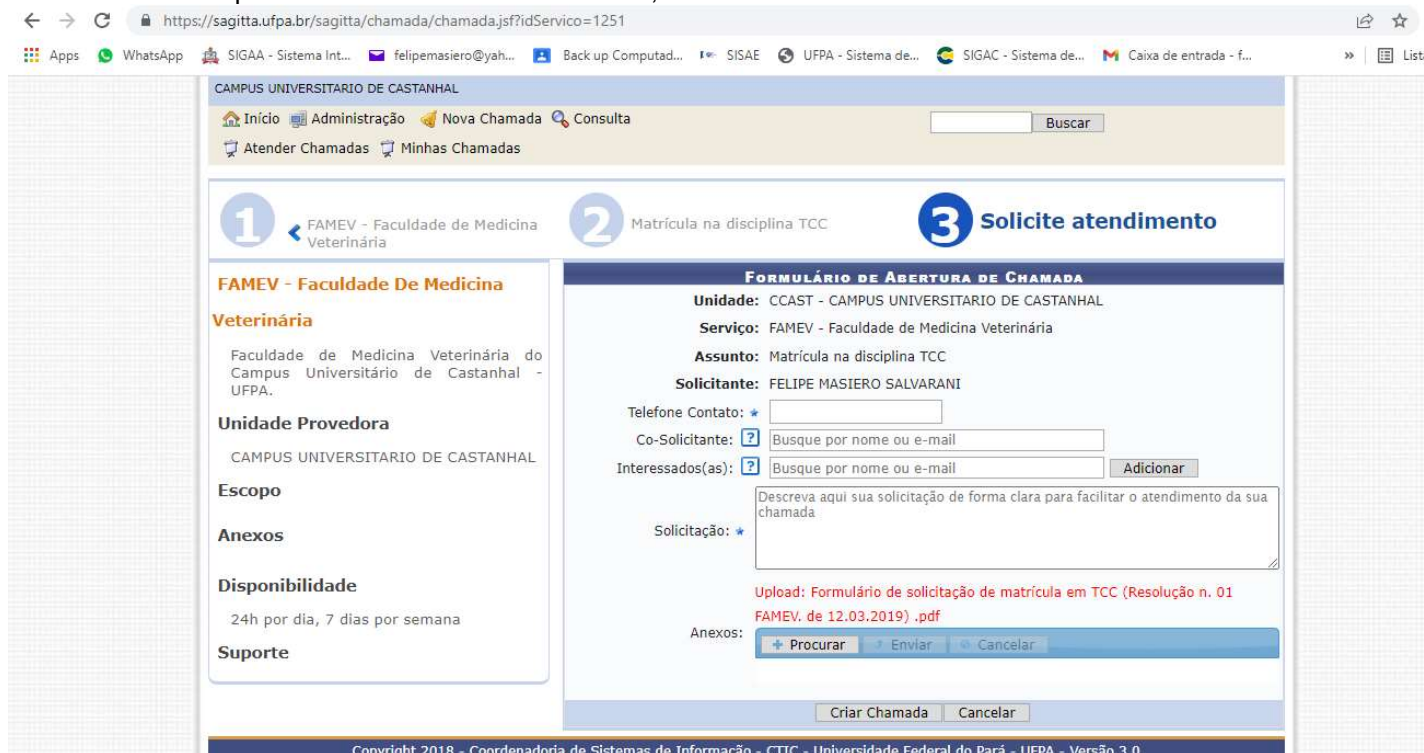 https://sagitta.ufpa.br/sagitta/chamada/chamada.jsf?idServico=1251
Apps WhatsApp SIGAA - Sistema Int... felipemasiero@yah... Back up Computad... SISAE UFPA - Sistema de... SIGAC - Sistema de... Caixa de entrada - f... » List
CAMPUS UNIVERSITARIO DE CASTANHAL
Início Administração Nova Chamada Consulta Buscar
Atender Chamadas Minhas Chamadas
1 FAMEV - Faculdade de Medicina Veterinária
2 Matrícula na disciplina TCC
3 Solicite atendimento
FAMEV - Faculdade De Medicina
Veterinária
Faculdade de Medicina Veterinária do
Campus Universitário de Castanhal -
UFPA.
Unidade Provedora
CAMPUS UNIVERSITARIO DE CASTANHAL
Escopo
Anexos
Disponibilidade
24h por dia, 7 dias por semana
Suporte
FORMULÁRIO DE ABERTURA DE CHAMADA
Unidade: CCAST - CAMPUS UNIVERSITARIO DE CASTANHAL
Serviço: FAMEV - Faculdade de Medicina Veterinária
Assunto: Matrícula na disciplina TCC
Solicitante: FELIPE MASIERO SALVARANI
Telefone Contato:
Co-Solicitante: ? Busque por nome ou e-mail
Interessados(as): ? Busque por nome ou e-mail Adicionar
Solicitação: Descreva aqui sua solicitação de forma clara para facilitar o atendimento da sua
chamada
Upload: Formulário de solicitação de matrícula em TCC (Resolução n. 01
FAMEV. de 12.03.2019) .pdf
Anexos: + Procurar Enviar Cancelar
Criar Chamada Cancelar
Copyright 2018 - Coordenadoria de Sistemas de Informação - CTIC - Universidade Federal do Pará - UFPA - Versão 3.0